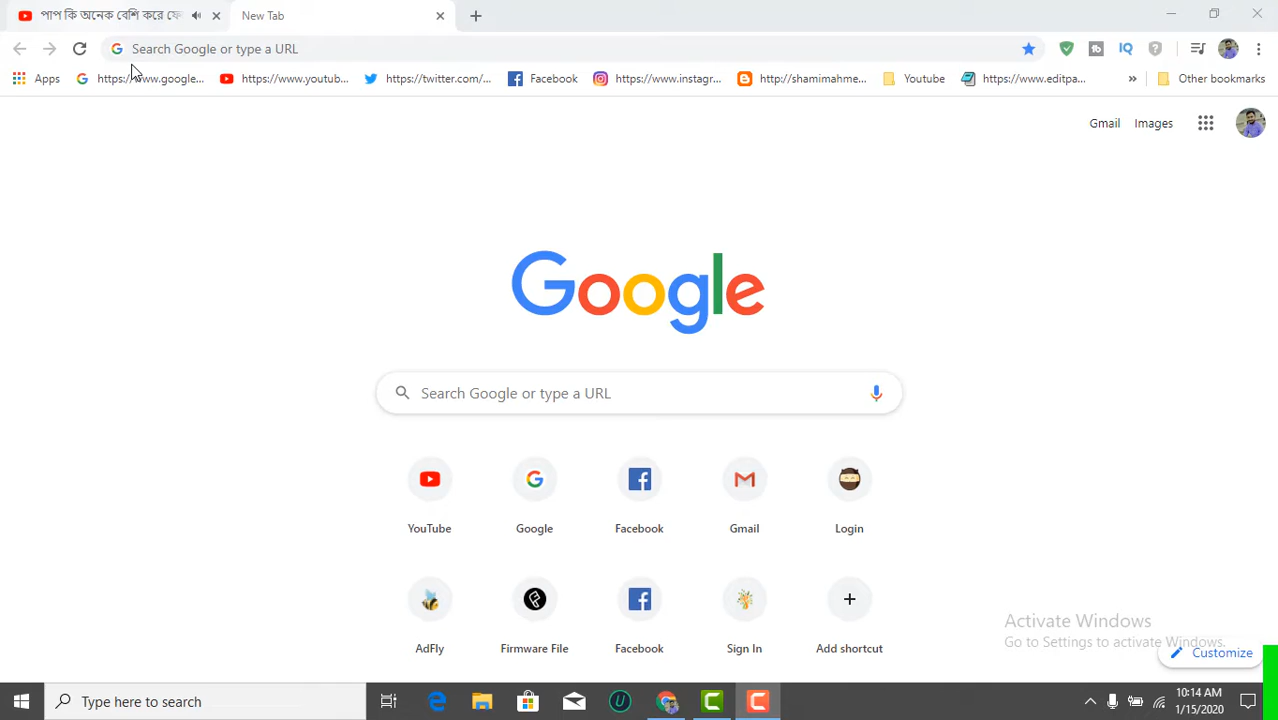 পাপ কি অনেক বেশি করে ফে
New Tab
Search Google or type a URL
Apps
https://www.google...
https://www.youtub...
https://twitter.com/...
Facebook
https://www.instagr...
http://shamimahme...
Youtube
https://www.editpa...
»
Other bookmarks
Gmail
Images
Google
Search Google or type a URL
YouTube
Google
Facebook
Gmail
Login
AdFly
Firmware File
Facebook
Sign In
Add shortcut
Activate Windows
Go to Settings to activate Windows.
Customize
Type here to search
10:14 AM
1/15/2020